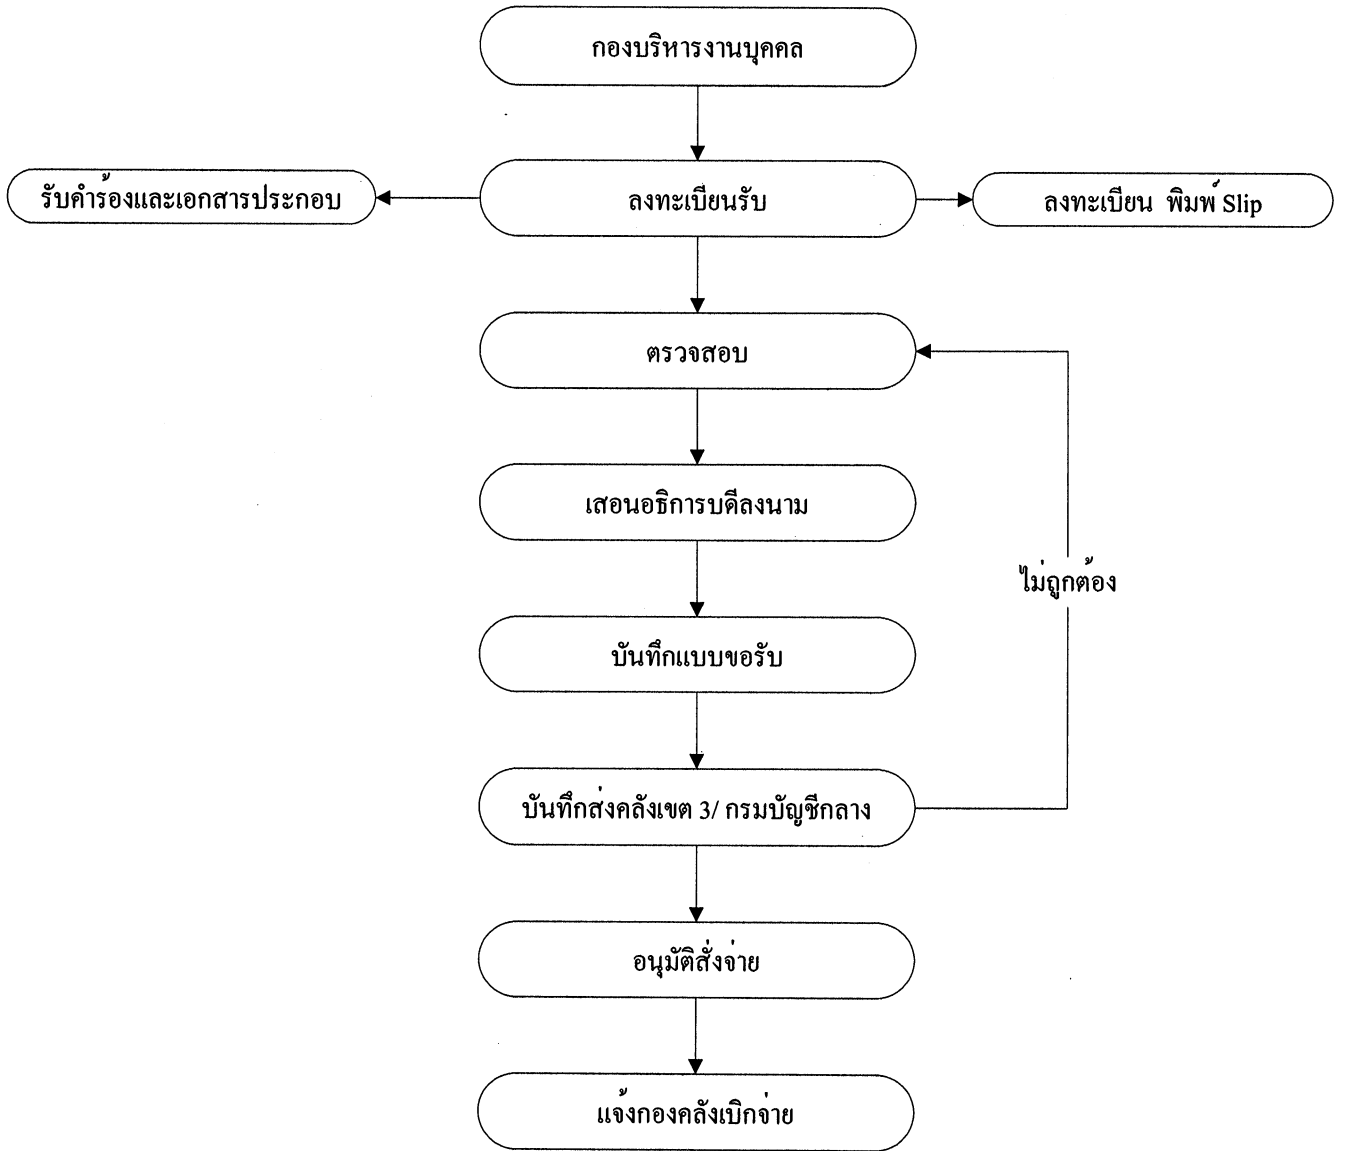 กองบริหารงานบุคคล
รับคำร้องและเอกสารประกอบ
ลงทะเบียนรับ
ลงทะเบียน พิมพ์ Slip
ตรวจสอบ
เสอนอธิการบดีลงนาม
ไม่ถูกต้อง
บันทึกแบบขอรับ
บันทึกส่งคลังเขต 3/ กรมบัญชีกลาง
อนุมัติสั่งจ่าย
แจ้งกองคลังเบิกจ่าย